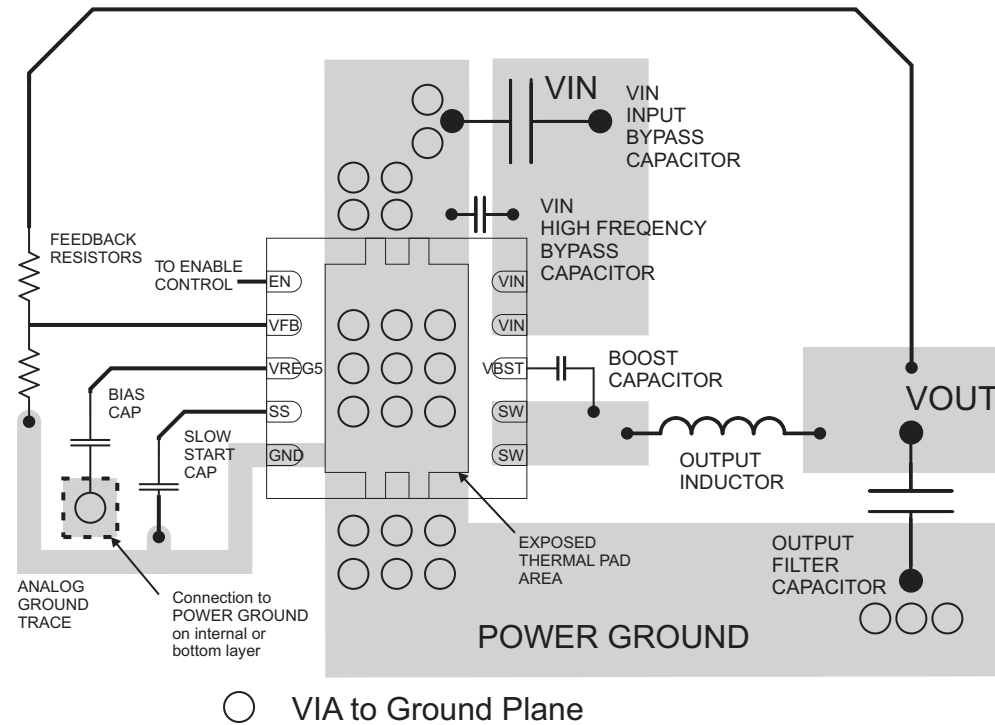 VIN
VIN
INPUT
BYPASS
CAPACITOR
VIN
HIGH FREQENCY
BYPASS
CAPACITOR
FEEDBACK
RESISTORS
TO ENABLE
CONTROL
EN
VFB
VREG5
SS
GND
VIN
VIN
VBST
SW
SW
BIAS
CAP
SLOW
START
CAP
BOOST
CAPACITOR
VOUT
OUTPUT
INDUCTOR
EXPOSED
THERMAL PAD
AREA
OUTPUT
FILTER
CAPACITOR
ANALOG
GROUND
TRACE
Connection to
POWER GROUND
on internal or
bottom layer
POWER GROUND
VIA to Ground Plane